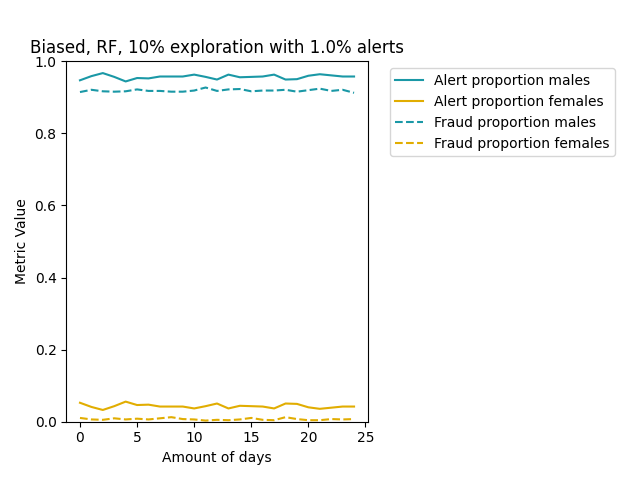 Biased, RF, 10% exploration with 1.0% alerts
Alert proportion males
Alert proportion females
Fraud proportion males
Fraud proportion females
Metric Value
1.0
0.8
0.6
0.4
0.2
0.0
0 5 10 15 20 25
Amount of days